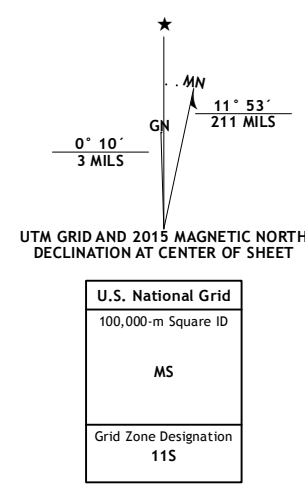 ★
MN
GN
11° 53´
211 MILS
0° 10´
3 MILS
UTM GRID AND 2015 MAGNETIC NORTH
DECLINATION AT CENTER OF SHEET
U.S. National Grid
100,000-m Square ID
MS
Grid Zone Designation
11S